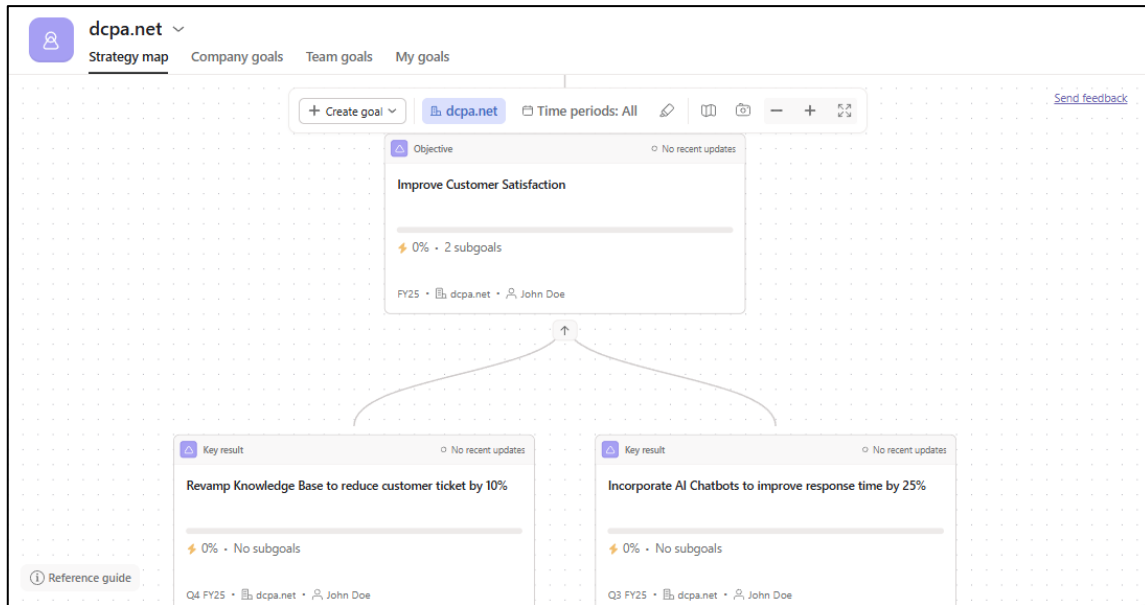 dcpa.net
Strategy map Company goals Team goals My goals
Send feedback
+ Create goal dcpa.net Time periods: All
Objective No recent updates
Improve Customer Satisfaction
0% • 2 subgoals
FY25 • dcpa.net • John Doe
Key result No recent updates
Revamp Knowledge Base to reduce customer ticket by 10%
0% • No subgoals
Q4 FY25 • dcpa.net • John Doe
Key result No recent updates
Incorporate AI Chatbots to improve response time by 25%
0% • No subgoals
Q3 FY25 • dcpa.net • John Doe
Reference guide